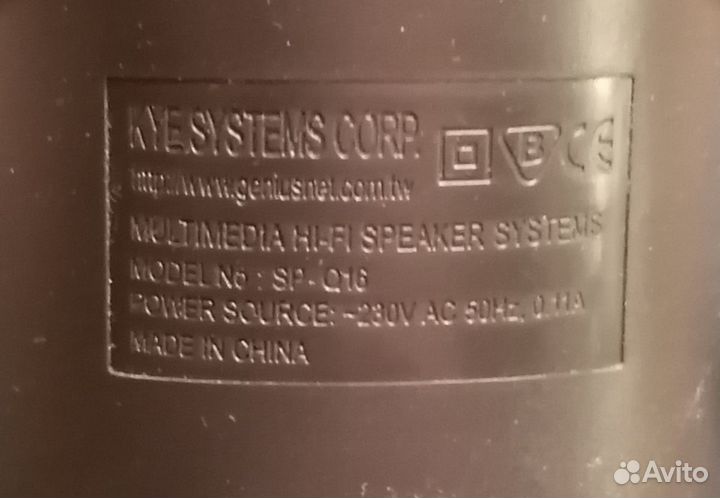 KYE SYSTEMS CORP.
B CE
http://www.geniusnet.com.tw
MULTIMEDIA HI-FI SPEAKER SYSTEMS
MODEL No : SP-Q16
POWER SOURCE: ~230V AC 50Hz, 0.11A
MADE IN CHINA
Avito